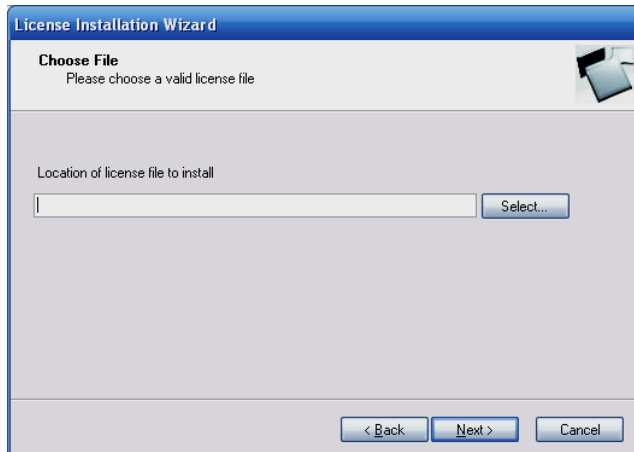 License Installation Wizard
Choose File
Please choose a valid license file
Location of license file to install
Select...
< Back
Next >
Cancel